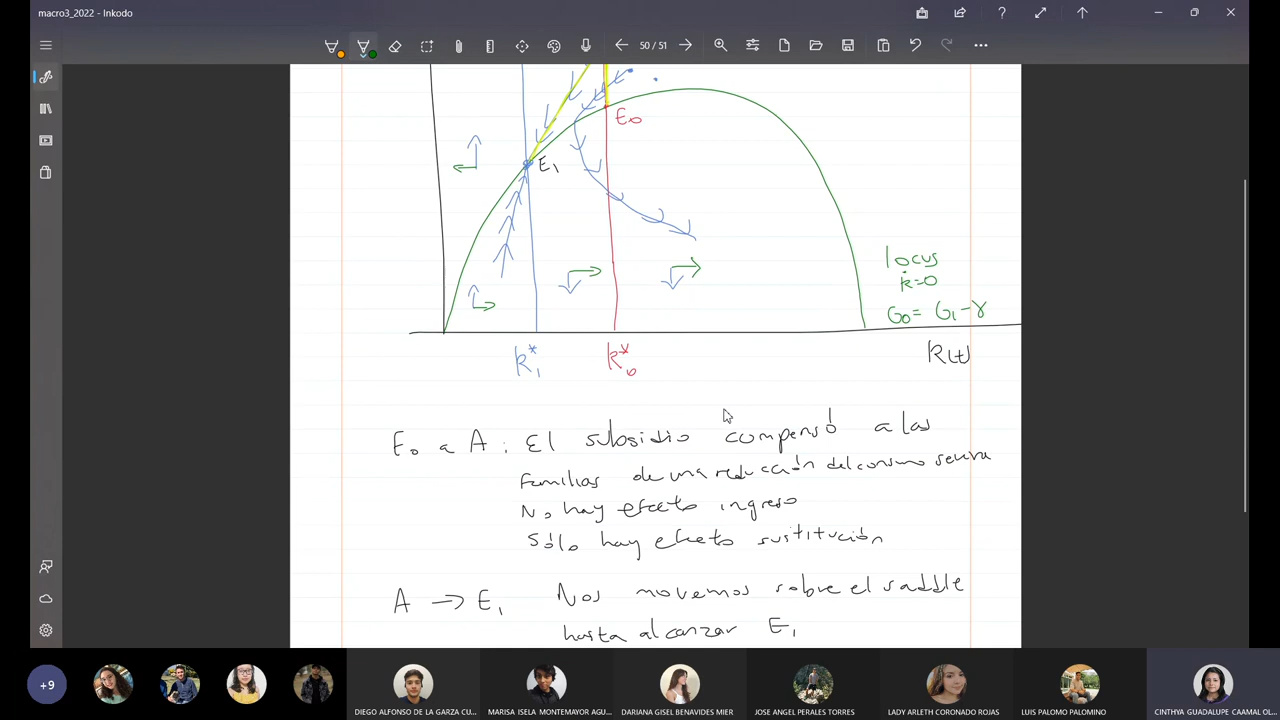 macro3_2022 - Inkodo
50 / 51
E0
E1
locus
k̇=0
G0 = G1 - γ
k1*
k0*
k(t)
E0 a A : El subsidio compensó a las
familias de una reducción del consumo
No hay efecto ingreso
Sólo hay efecto sustitución
A → E1 Nos movemos sobre el saddle
hasta alcanzar E1
+9
DIEGO ALFONSO DE LA GARZA CU...
MARISA ISELA MONTEMAYOR AGU...
DARIANA GISEL BENAVIDES MIER
JOSE ANGEL PERALES TORRES
LADY ARLETH CORONADO ROJAS
LUIS PALOMO PALOMINO
CINTHYA GUADALUPE CAAMAL OL...